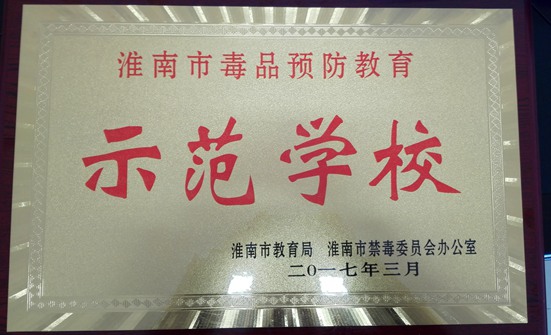 淮南市毒品预防教育
示范学校
淮南市教育局 淮南市禁毒委员会办公室
二〇一七年三月